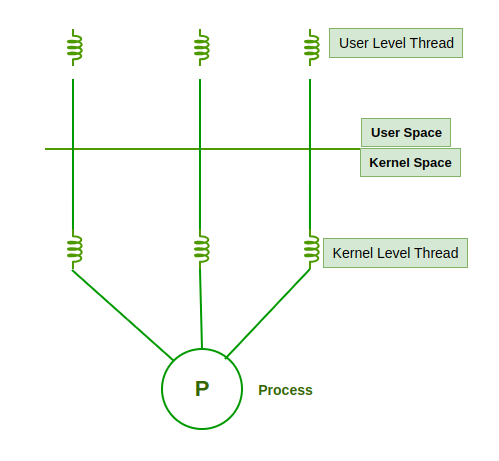 User Level Thread
User Space
Kernel Space
Kernel Level Thread
P
Process